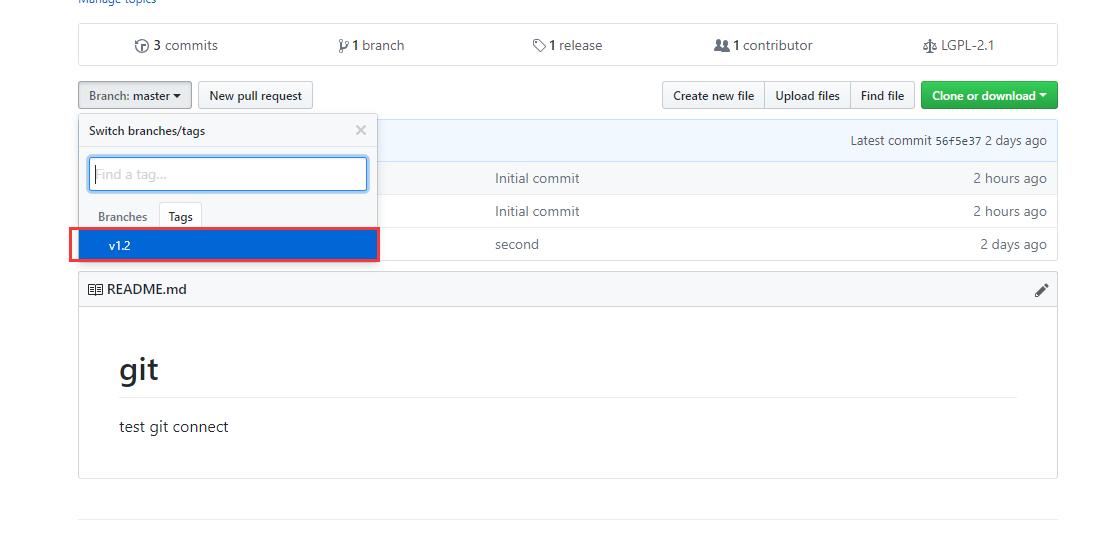 Manage topics
3 commits 1 branch 1 release 1 contributor LGPL-2.1
Branch: master New pull request Create new file Upload files Find file Clone or download
Switch branches/tags
Latest commit 56f5e37 2 days ago
Find a tag...
Initial commit 2 hours ago
Branches Tags Initial commit 2 hours ago
v1.2 second 2 days ago
README.md
git
test git connect